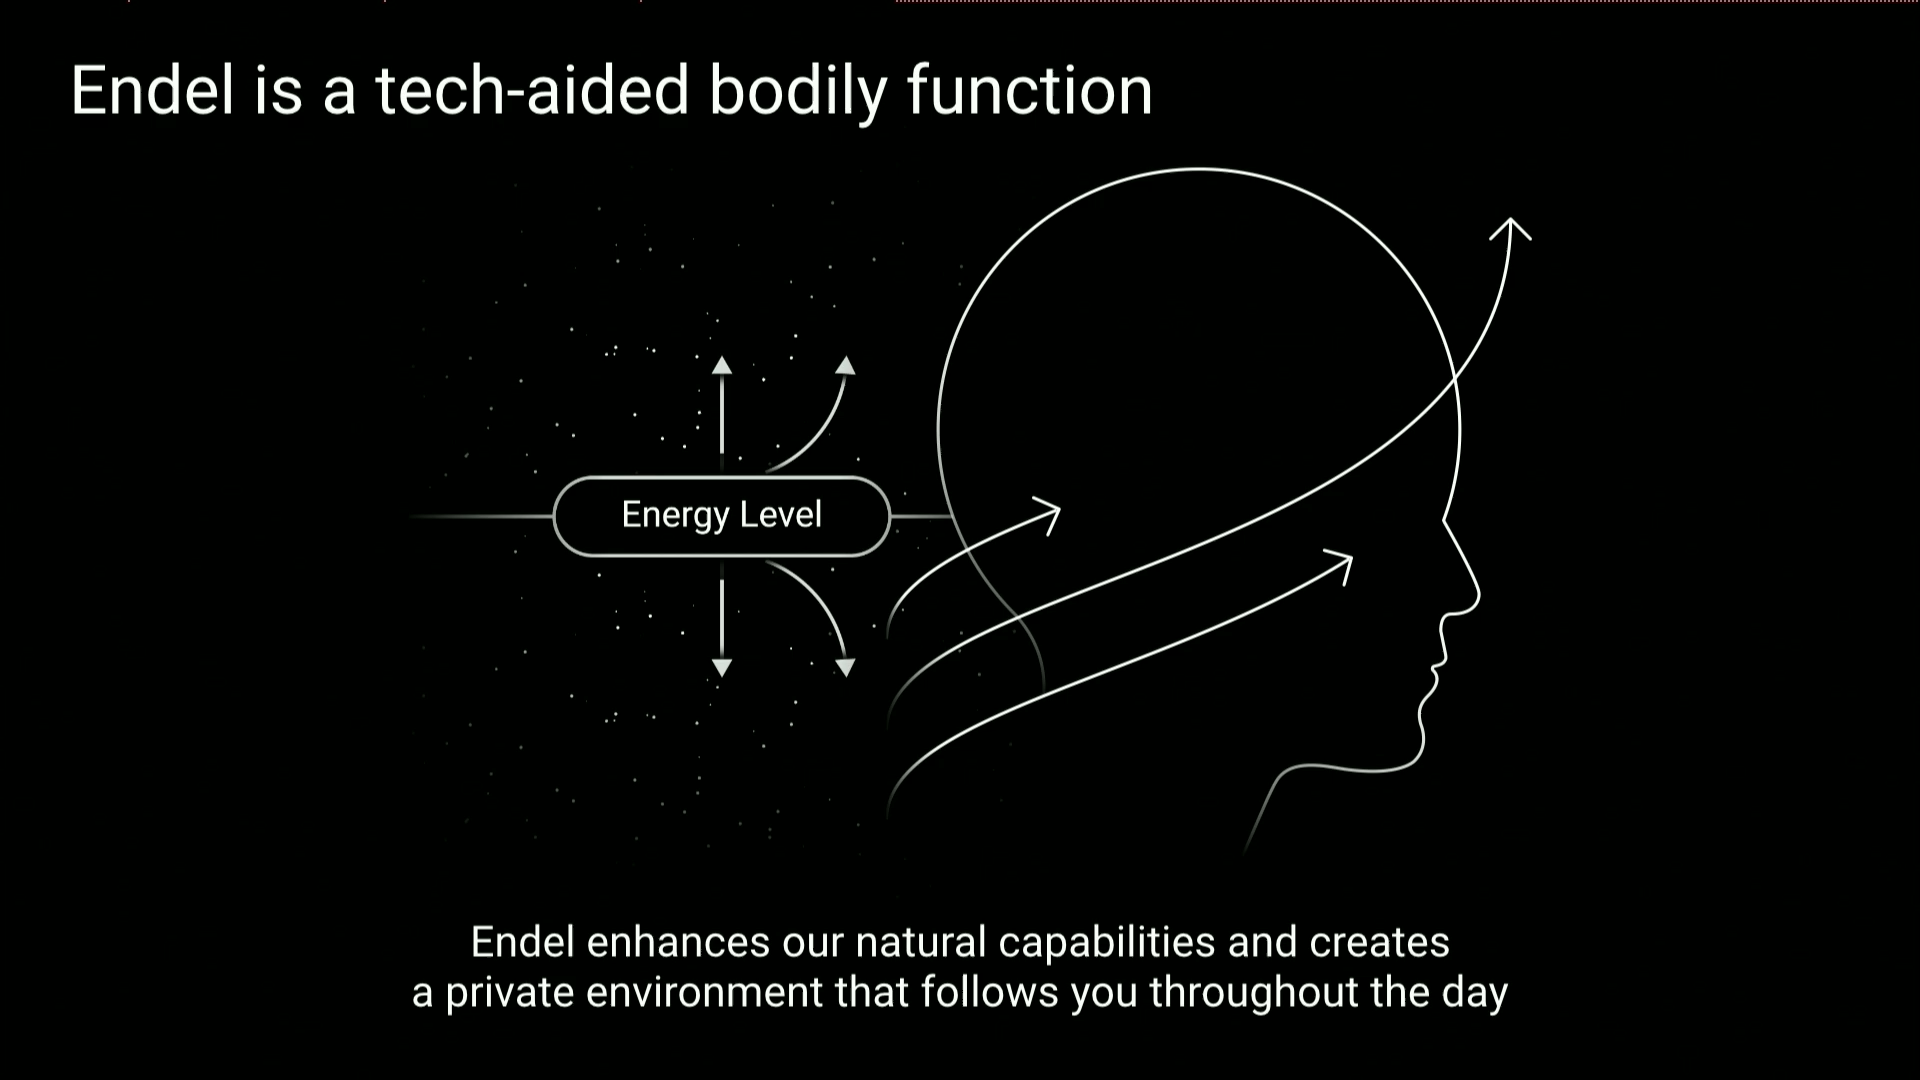 Endel is a tech-aided bodily function
Energy Level
Endel enhances our natural capabilities and creates
a private environment that follows you throughout the day